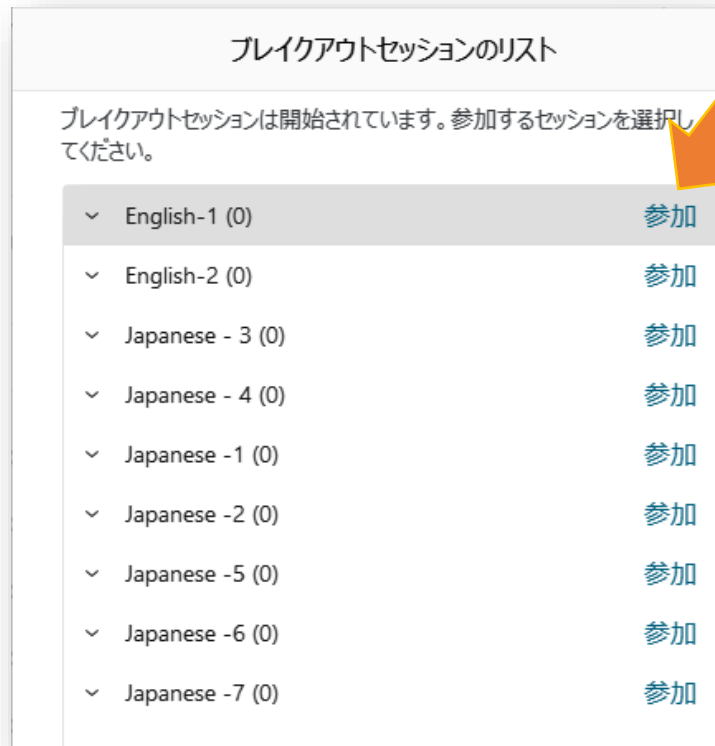 ブレイクアウトセッションのリスト
ブレイクアウトセッションは開始されています。参加するセッションを選択し
てください。
English-1 (0) 参加
English-2 (0) 参加
Japanese - 3 (0) 参加
Japanese - 4 (0) 参加
Japanese -1 (0) 参加
Japanese -2 (0) 参加
Japanese -5 (0) 参加
Japanese -6 (0) 参加
Japanese -7 (0) 参加